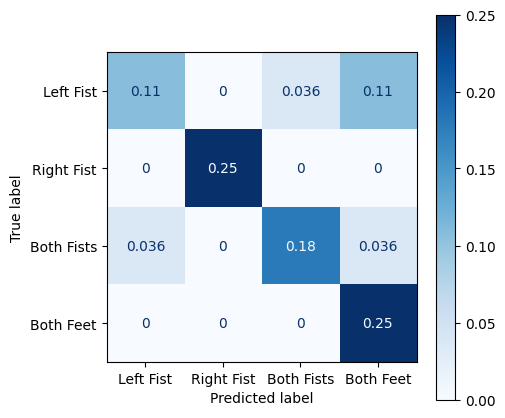 0.25
Left Fist 0.11 0 0.036 0.11
0.20
Right Fist 0 0.25 0 0
0.15
True label
0.10
Both Fists 0.036 0 0.18 0.036
0.05
Both Feet 0 0 0 0.25
0.00
Left Fist Right Fist Both Fists Both Feet
Predicted label